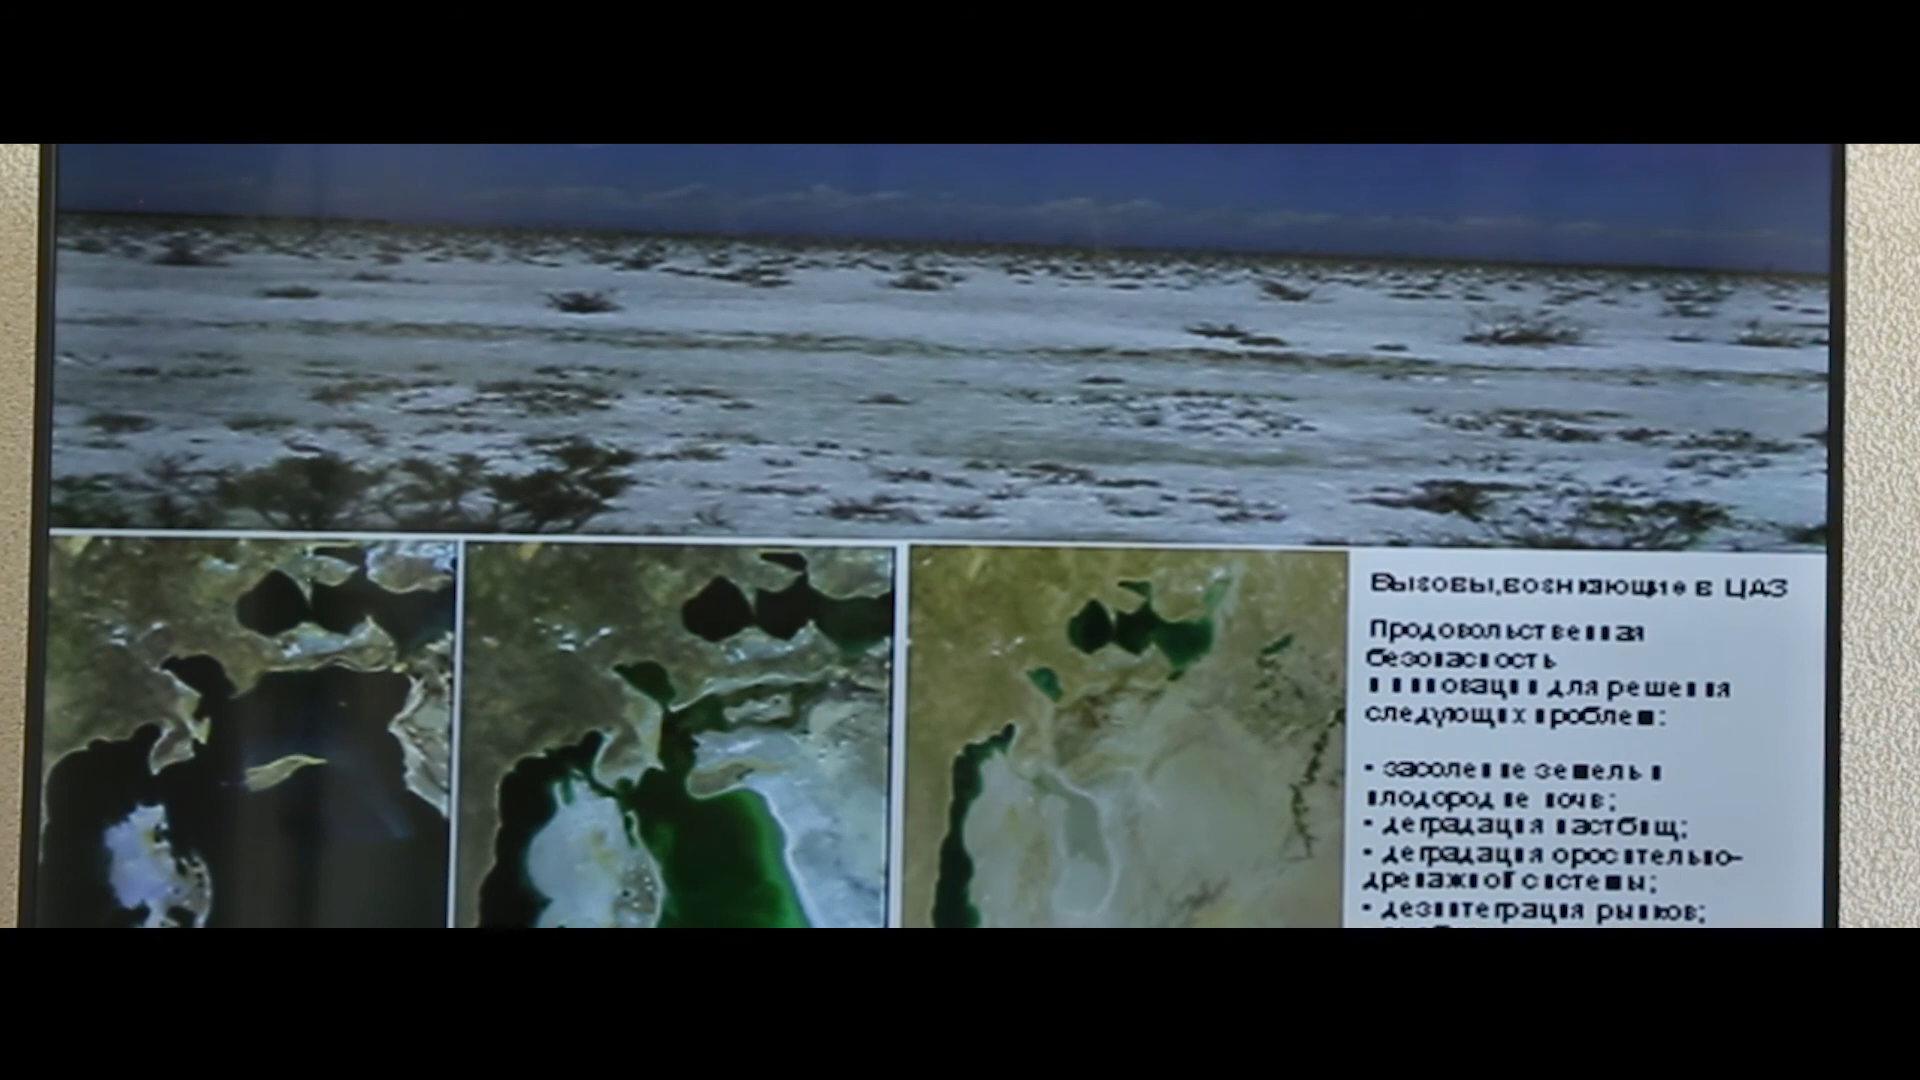 Вызовы,возникающие в ЦАЗ
Продовольственная
безопасность
Инновации для решения
следующих проблем:
• засоление земель и
плодородие почв;
• деградация пастбищ;
• деградация оросительно-
дренажной системы;
• дезинтеграция рынков;